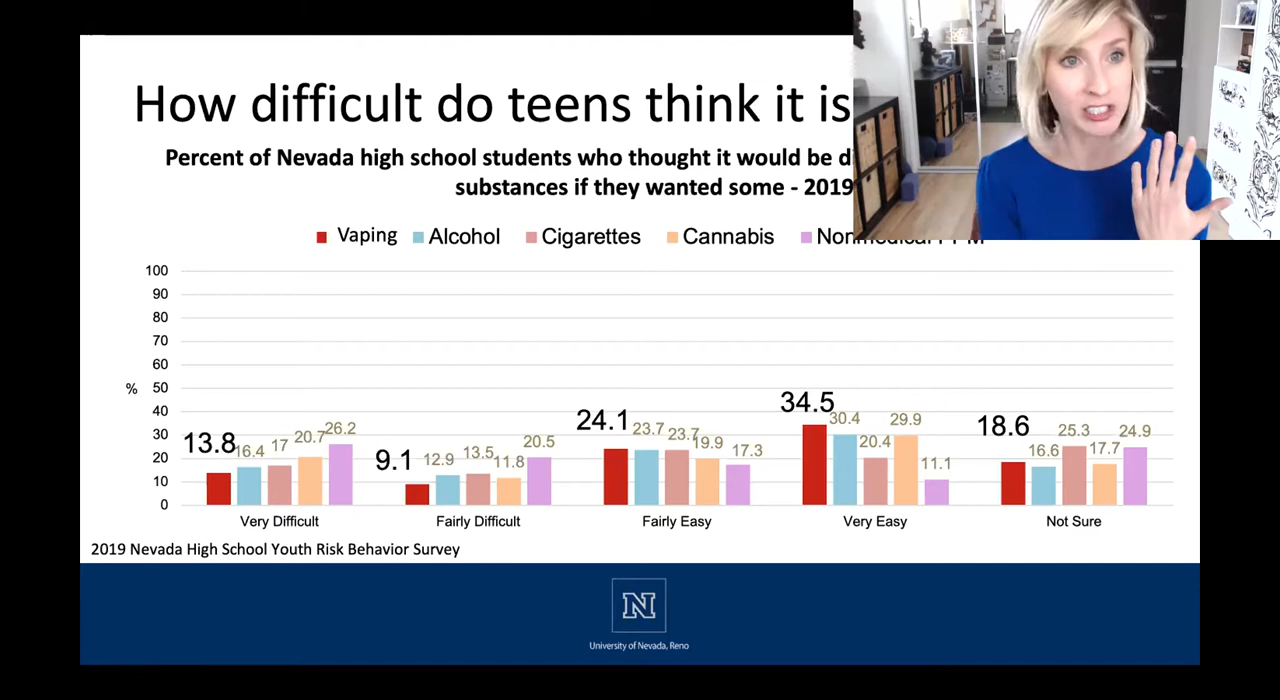 How difficult do teens think it is
Percent of Nevada high school students who thought it would be
substances if they wanted some - 2019
Vaping Alcohol Cigarettes Cannabis
100
90
80
70
60
% 50
40
30
20
10
0
13.8 16.4 17 20.7 26.2
9.1 12.9 13.5 11.8 20.5
24.1 23.7 23.7 19.9 17.3
34.5 30.4 20.4 29.9 11.1
18.6 16.6 25.3 17.7 24.9
Very Difficult Fairly Difficult Fairly Easy Very Easy Not Sure
2019 Nevada High School Youth Risk Behavior Survey
N
University of Nevada, Reno